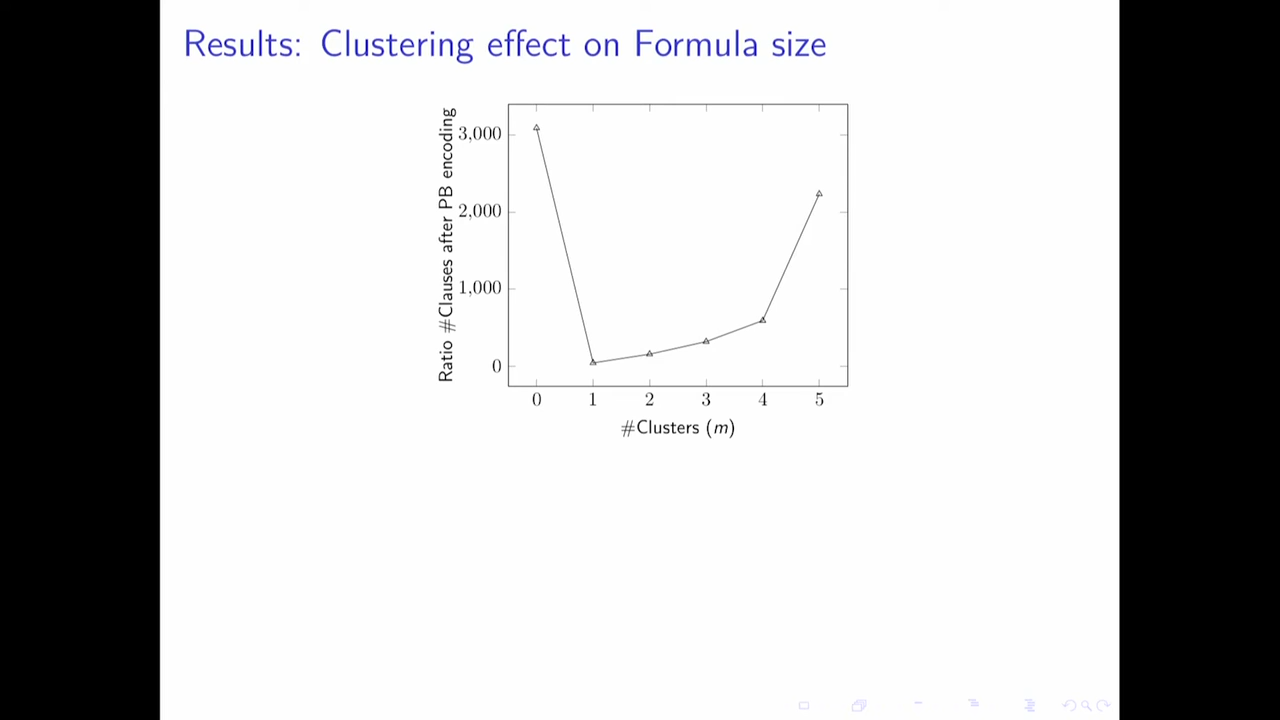 Results: Clustering effect on Formula size
Ratio #Clauses after PB encoding
3,000
2,000
1,000
0
0 1 2 3 4 5
#Clusters (m)